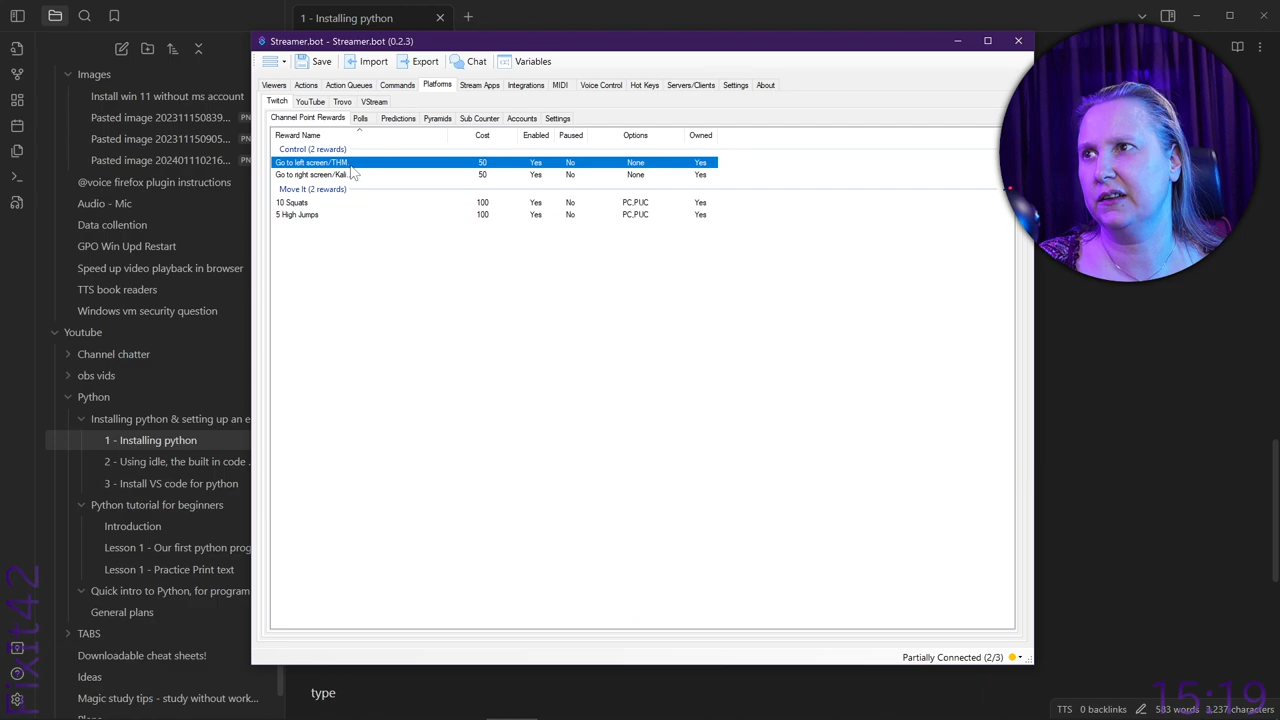 1 - Installing python
Images
Install win 11 without ms account
Pasted image 202311150839... PN
Pasted image 202311150905... PN
Pasted image 202401110216...
@voice firefox plugin instructions
Audio - Mic
Data collection
GPO Win Upd Restart
Speed up video playback in browser
TTS book readers
Windows vm security question
Youtube
Channel chatter
obs vids
Python
Installing python & setting up an e
1 - Installing python
2 - Using idle, the built in code ..
3 - Install VS code for python
Python tutorial for beginners
Introduction
Lesson 1 - Our first python prog
Lesson 1 - Practice Print text
Quick intro to Python, for program
General plans
TABS
Downloadable cheat sheets!
Ideas
Magic study tips - study without work...
Fixit42
Streamer.bot - Streamer.bot (0.2.3)
Save Import Export Chat Variables
Viewers Actions Action Queues Commands Platforms Stream Apps Integrations MIDI Voice Control Hot Keys Servers/Clients Settings About
Twitch YouTube Trovo VStream
Channel Point Rewards Polls Predictions Pyramids Sub Counter Accounts Settings
Reward Name Cost Enabled Paused Options Owned
Control (2 rewards)
Go to left screen/THM. 50 Yes No None Yes
Go to right screen/Kali. 50 Yes No None Yes
Move It (2 rewards)
10 Squats 100 Yes No PC,PUC Yes
5 High Jumps 100 Yes No PC,PUC Yes
Partially Connected (2/3)
type
15:19
TTS 0 backlinks 533 words 3,237 characters